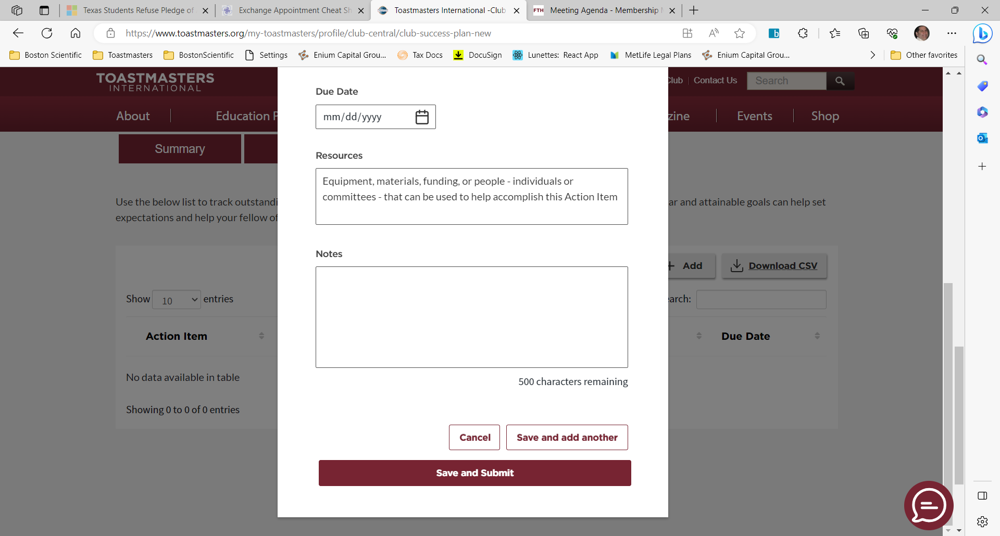 Texas Students Refuse Pledge of
Exchange Appointment Cheat Sh
Toastmasters International -Club
FTH Meeting Agenda - Membership
https://www.toastmasters.org/my-toastmasters/profile/club-central/club-success-plan-new
Boston Scientific
Toastmasters
BostonScientific
Settings
Enium Capital Grou...
Tax Docs
DocuSign
Lunettes: React App
MetLife Legal Plans
Enium Capital Grou...
Other favorites
TOASTMASTERS
INTERNATIONAL
Club
Contact Us
Search
About
Education P
zine
Events
Shop
Summary
Use the below list to track outstandi
ar and attainable goals can help set
expectations and help your fellow of
Due Date
mm/dd/yyyy
Resources
Equipment, materials, funding, or people - individuals or
committees - that can be used to help accomplish this Action Item
Notes
500 characters remaining
Cancel
Save and add another
Save and Submit
Add
Download CSV
Show 10 entries
earch:
Action Item
Due Date
No data available in table
Showing 0 to 0 of 0 entries